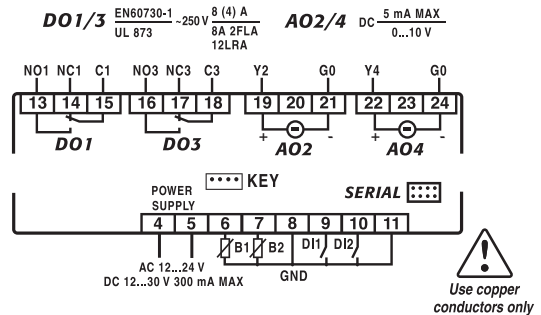 DO1/3 EN60730-1 ~250 V 8 (4) A
UL 873 8A 2FLA
12LRA
AO2/4 DC 5 mA MAX
0...10 V
NO1 NC1 C1 NO3 NC3 C3 Y2 G0 Y4 G0
13 14 15 16 17 18 19 20 21 22 23 24
DO1 DO3 + AO2 - + AO4 -
KEY
POWER
SUPPLY
SERIAL
4 5 6 7 8 9 10 11
B1 B2 DI1 DI2
AC 12...24 V
DC 12...30 V 300 mA MAX
GND
!
Use copper
conductors only